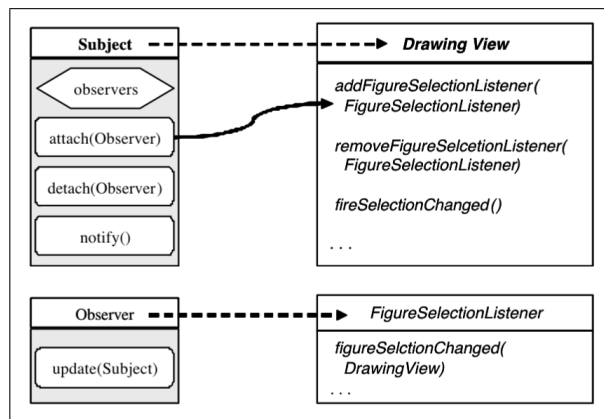 Subject
observers
attach(Observer)
detach(Observer)
notify()
Drawing View
addFigureSelectionListener(
FigureSelectionListener)
removeFigureSelcetionListener(
FigureSelectionListener)
fireSelectionChanged()
. . .
Observer
update(Subject)
FigureSelectionListener
figureSelctionChanged(
DrawingView)
. . .